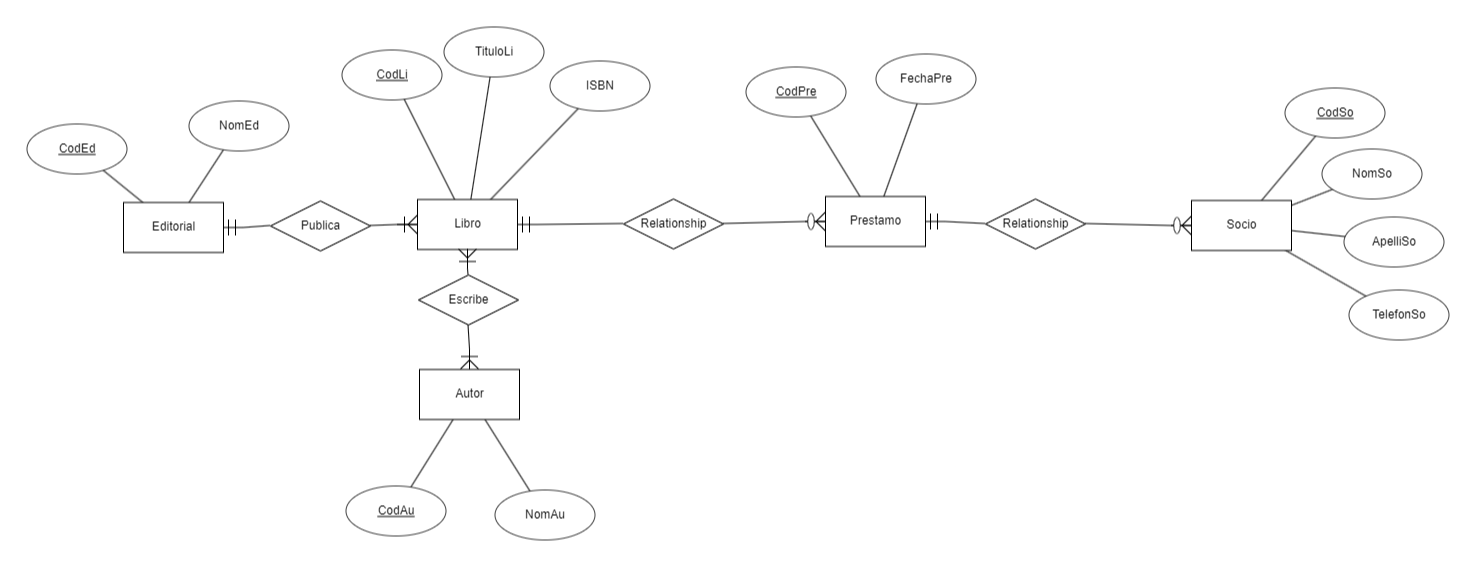 TituloLi
CodLi
ISBN
CodPre
FechaPre
CodSo
NomEd
CodEd
NomSo
Editorial
Publica
Libro
Relationship
Prestamo
Relationship
Socio
ApelliSo
Escribe
TelefonSo
Autor
CodAu
NomAu